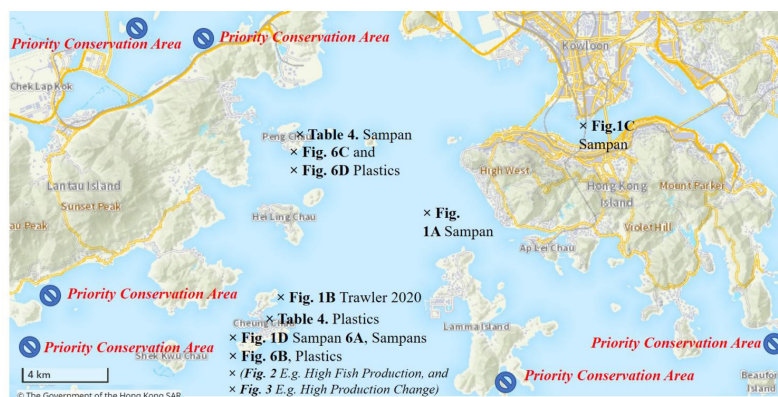 Priority Conservation Area
Priority Conservation Area
Kowloon
Chek Lap Kok
× Fig.1C
Sampan
Peng Chau
× Table 4. Sampan
× Fig. 6C and
× Fig. 6D Plastics
High West
Lantau Island
Sunset Peak
Hong Kong
Island
Mount Parker
Hei Ling Chau
× Fig.
1A Sampan
au Peak
Violet Hill
Ap Lei Chau
Priority Conservation Area
× Fig. 1B Trawler 2020
× Table 4. Plastics
Cheung Chau
Lamma Island
× Fig. 1D Sampan 6A, Sampans
Priority Conservation Area
Priority Conservation Area
Shek Kwu Chau
× Fig. 6B, Plastics
× (Fig. 2 E.g. High Fish Production, and
× Fig. 3 E.g. High Production Change)
4 km
Priority Conservation Area
Beaufor
Island
© The Government of the Hong Kong SAR